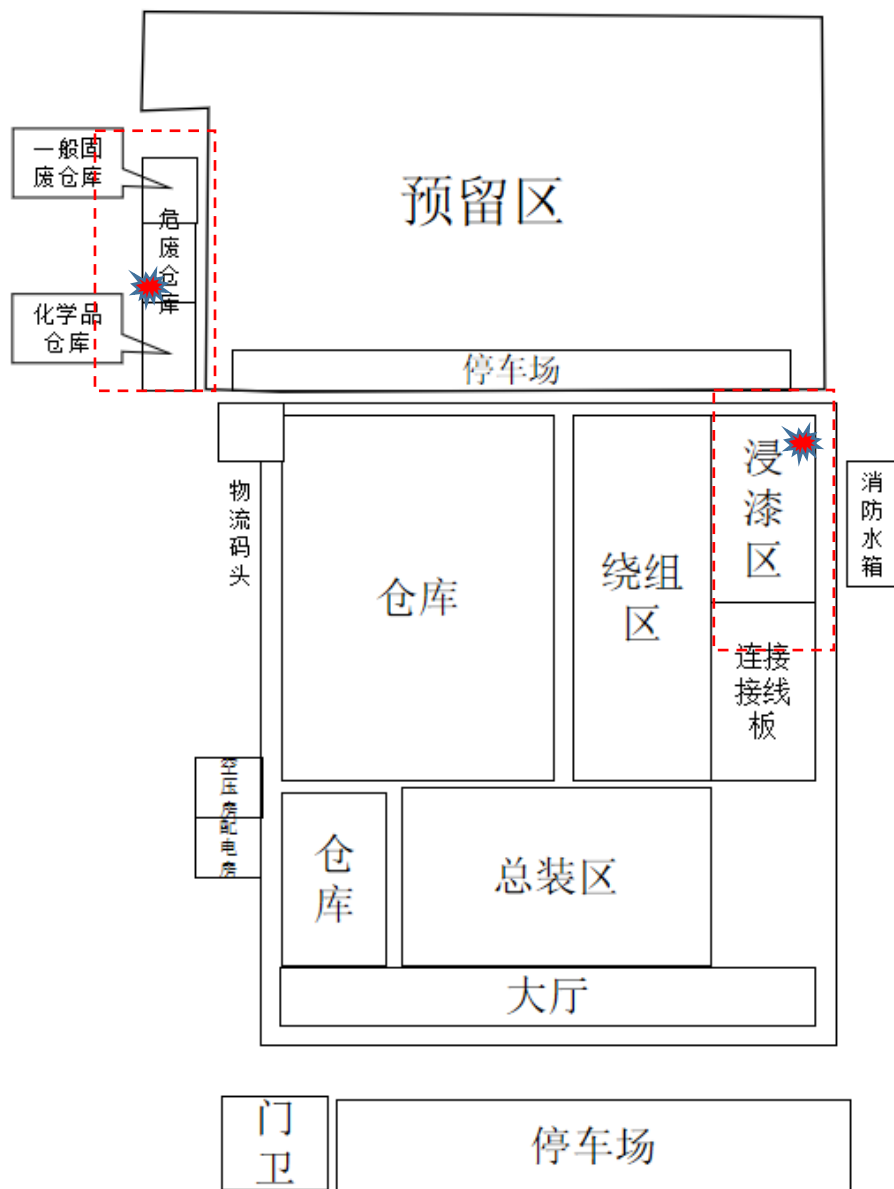 一般固
废仓库
预留区
危
废
仓
库
化学品
仓库
停车场
浸
漆
区
消
防
水
箱
物
流
码
头
仓库
绕组
区
连接
接线
板
空
压
房
配
电
房
仓
库
总装区
大厅
门
卫
停车场